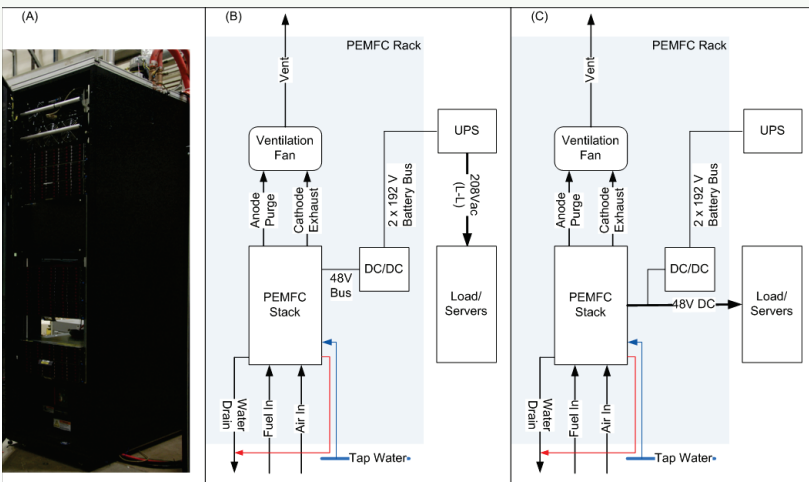 (A)
(B)
PEMFC Rack
Vent
Ventilation
Fan
UPS
Anode
Purge
Cathode
Exhaust
2 x 192 V
Battery Bus
208Vac
(L-L)
DC/DC
48V
Bus
PEMFC
Stack
Load/
Servers
Water
Drain
Fuel In
Air In
Tap Water
(C)
PEMFC Rack
Vent
Ventilation
Fan
UPS
Anode
Purge
Cathode
Exhaust
2 x 192 V
Battery Bus
DC/DC
PEMFC
Stack
48V DC
Load/
Servers
Water
Drain
Fuel In
Air In
Tap Water